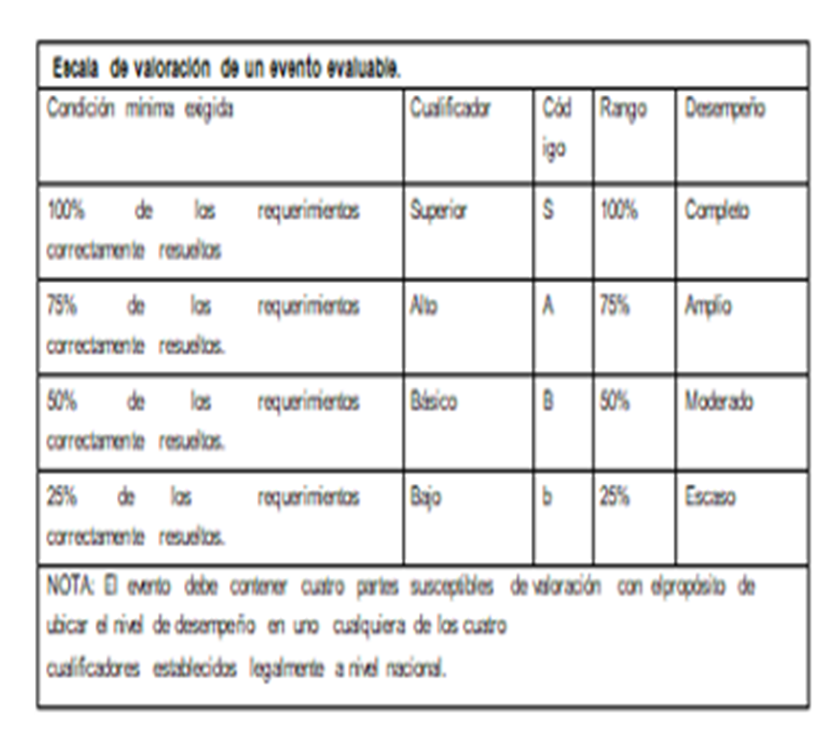 Escala de valoración de un evento evaluable.
Condición mínima exigida Cualificador Cód Rango Desempeño
igo
100% de los requerimientos Superior S 100% Completo
correctamente resueltos
75% de los requerimientos Alto A 75% Amplio
correctamente resueltos.
50% de los requerimientos Básico B 50% Moderado
correctamente resueltos.
25% de los requerimientos Bajo b 25% Escaso
correctamente resueltos.
NOTA: El evento debe contener cuatro partes susceptibles de valoración con elpropósito de
ubicar el nivel de desempeño en uno cualquiera de los cuatro
cualificadores establecidos legalmente a nivel nacional.